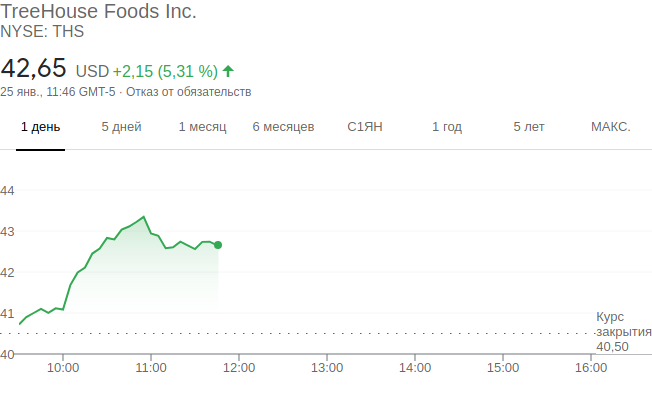 TreeHouse Foods Inc.
NYSE: THS
42,65 USD +2,15 (5,31 %)
25 янв., 11:46 GMT-5 · Отказ от обязательств
1 день 5 дней 1 месяц 6 месяцев С1ЯН 1 год 5 лет МАКС.
44
43
42
41
Курс
закрытия
40,50
40
10:00 11:00 12:00 13:00 14:00 15:00 16:00